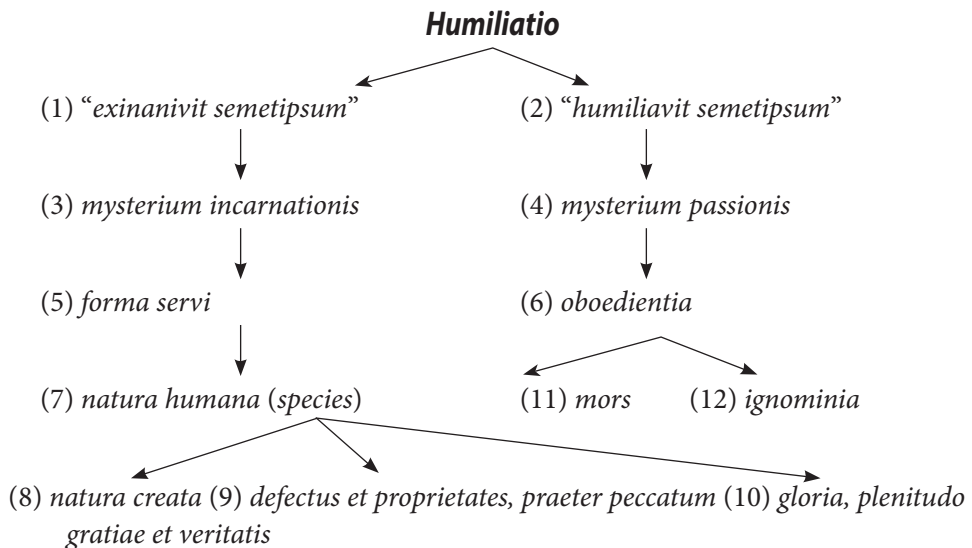 Humiliatio
(1) “exinanivit semetipsum” (2) “humiliavit semetipsum”
(3) mysterium incarnationis (4) mysterium passionis
(5) forma servi (6) oboedientia
(7) natura humana (species) (11) mors (12) ignominia
(8) natura creata (9) defectus et proprietates, praeter peccatum (10) gloria, plenitudo
gratiae et veritatis